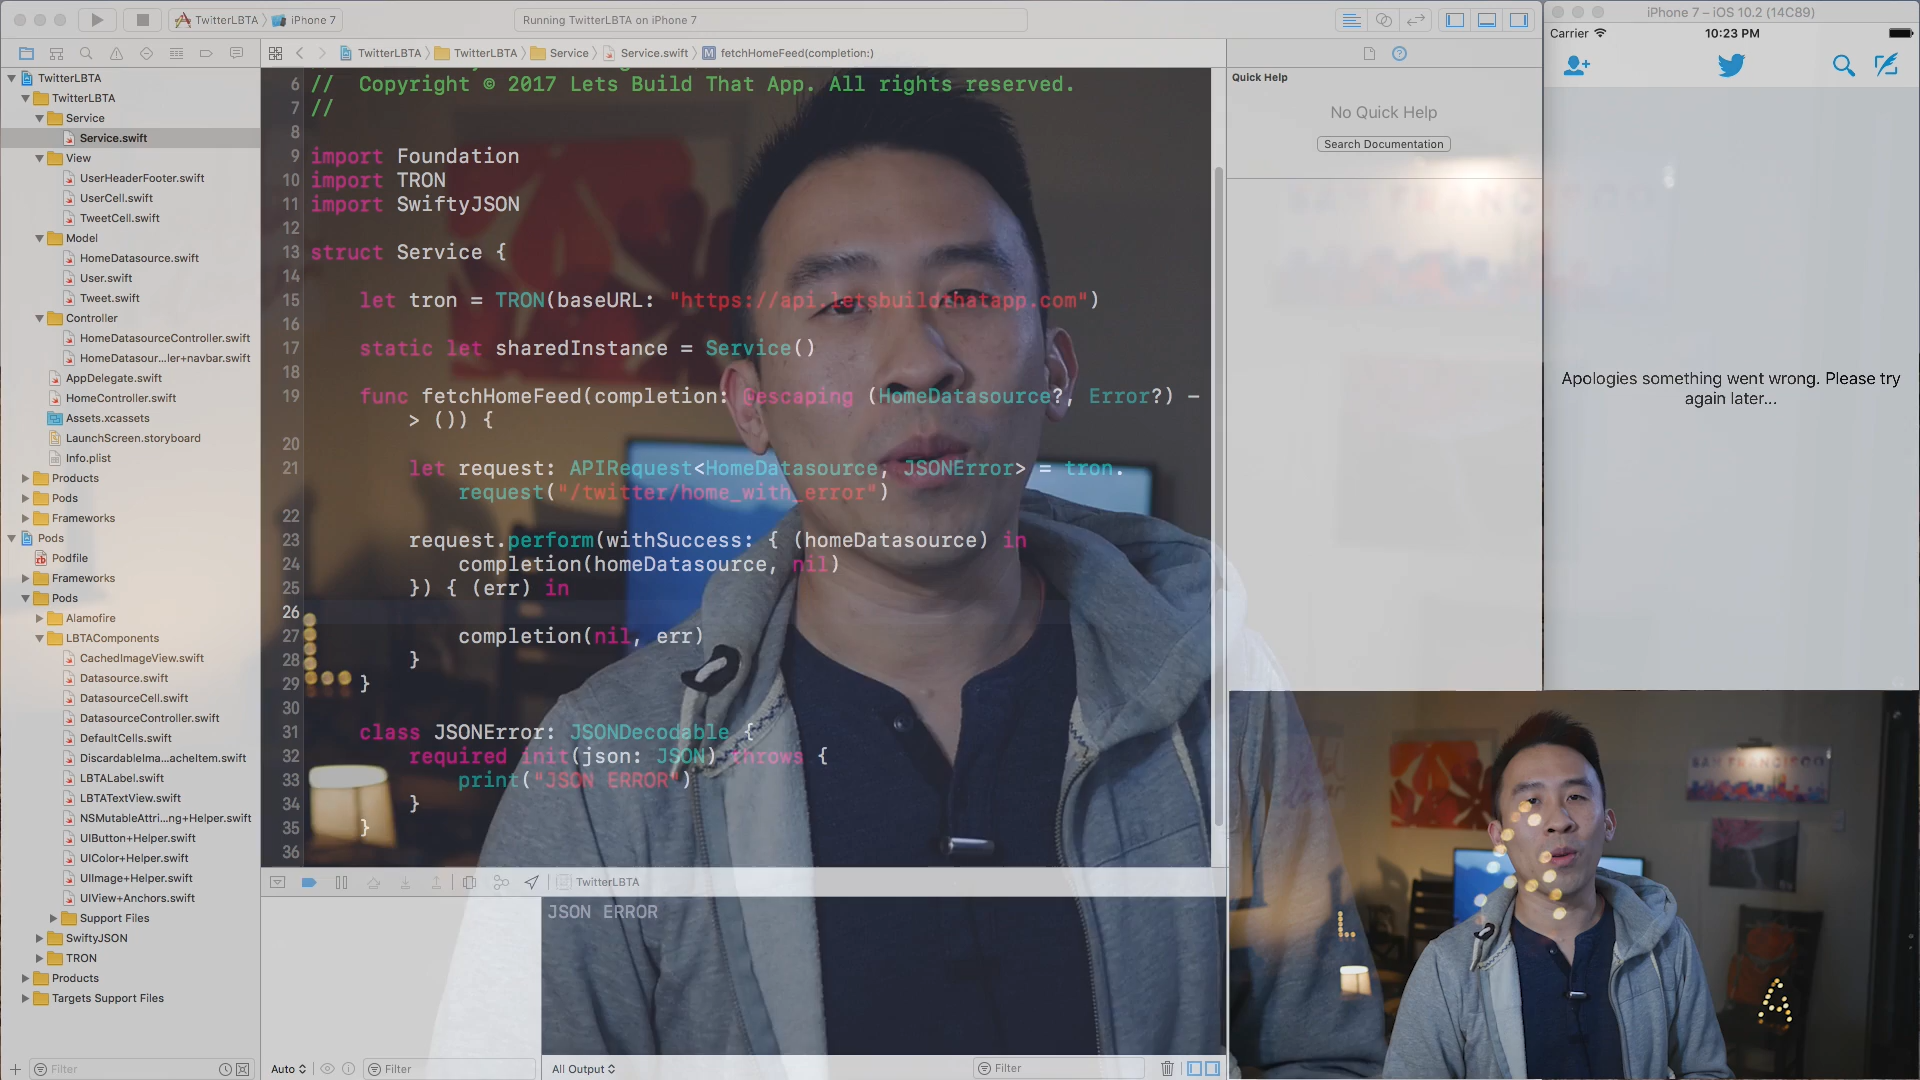 TwitterLBTA
iPhone 7
Running TwitterLBTA on iPhone 7
iPhone 7 – iOS 10.2 (14C89)
TwitterLBTA
TwitterLBTA
Service
Service.swift
fetchHomeFeed(completion:)
TwitterLBTA
TwitterLBTA
Service
Service.swift
View
UserHeaderFooter.swift
UserCell.swift
TweetCell.swift
Model
HomeDatasource.swift
User.swift
Tweet.swift
Controller
HomeDatasourceController.swift
HomeDatasour...ler+navbar.swift
AppDelegate.swift
HomeController.swift
Assets.xcassets
LaunchScreen.storyboard
Info.plist
Products
Pods
Frameworks
Pods
Podfile
Frameworks
Pods
Alamofire
LBTAComponents
CachedImageView.swift
Datasource.swift
DatasourceCell.swift
DatasourceController.swift
DefaultCells.swift
DiscardableIma...acheItem.swift
LBTALabel.swift
LBTATextView.swift
NSMutableAttri...ng+Helper.swift
UIButton+Helper.swift
UIColor+Helper.swift
UIImage+Helper.swift
UIView+Anchors.swift
Support Files
SwiftyJSON
TRON
Products
Targets Support Files
Filter
6 //  Copyright © 2017 Lets Build That App. All rights reserved.
7 //
8
9 import Foundation
10 import TRON
11 import SwiftyJSON
12
13 struct Service {
14
15     let tron = TRON(baseURL: "https://api.letsbuildthatapp.com")
16
17     static let sharedInstance = Service()
18
19     func fetchHomeFeed(completion: @escaping (HomeDatasource?, Error?) -
> ()) {
20
21         let request: APIRequest<HomeDatasource, JSONError> = tron.
request("/twitter/home_with_error")
22
23         request.perform(withSuccess: { (homeDatasource) in
24             completion(homeDatasource, nil)
25         }) { (err) in
26
27             completion(nil, err)
28         }
29     }
30
31     class JSONError: JSONDecodable {
32         required init(json: JSON) throws {
33             print("JSON ERROR")
34         }
35     }
36
TwitterLBTA
JSON ERROR
Auto
Filter
All Output
Filter
Quick Help
No Quick Help
Search Documentation
Carrier
10:23 PM
Apologies something went wrong. Please try
again later...
SAN FRANCISCO
SAN FRANCISCO
L
L
A